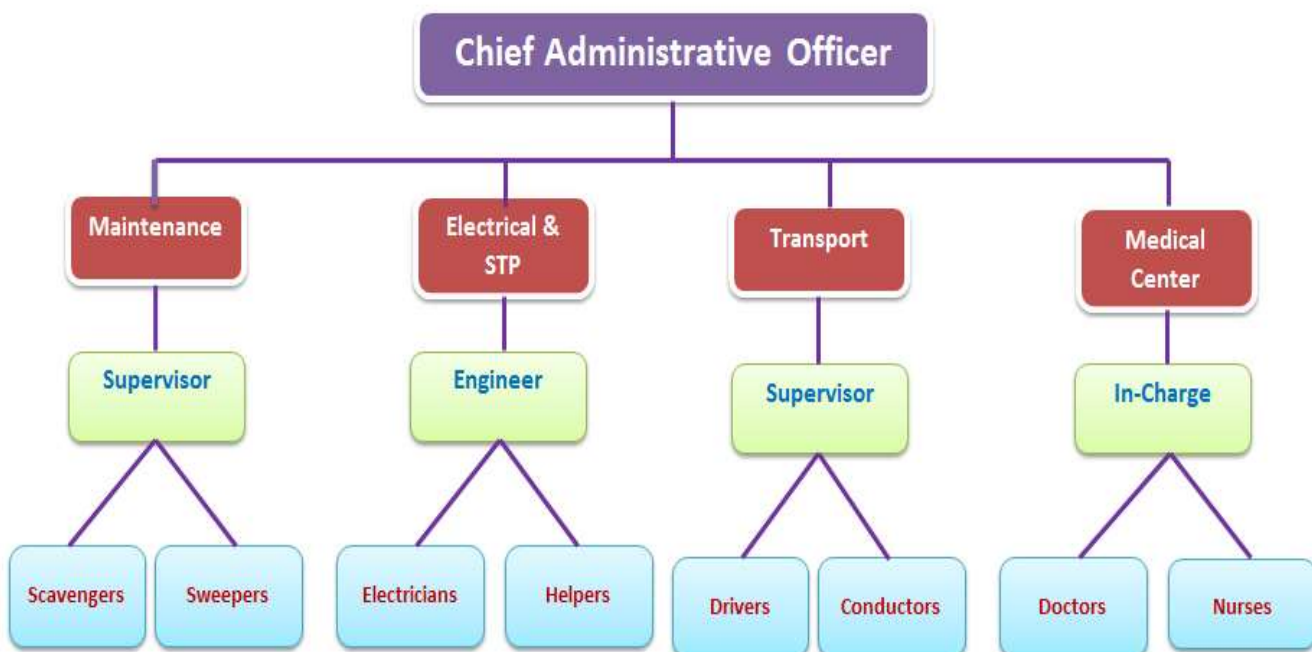 Chief Administrative Officer
Maintenance
Electrical &
STP
Transport
Medical
Center
Supervisor
Engineer
Supervisor
In-Charge
Scavengers
Sweepers
Electricians
Helpers
Drivers
Conductors
Doctors
Nurses